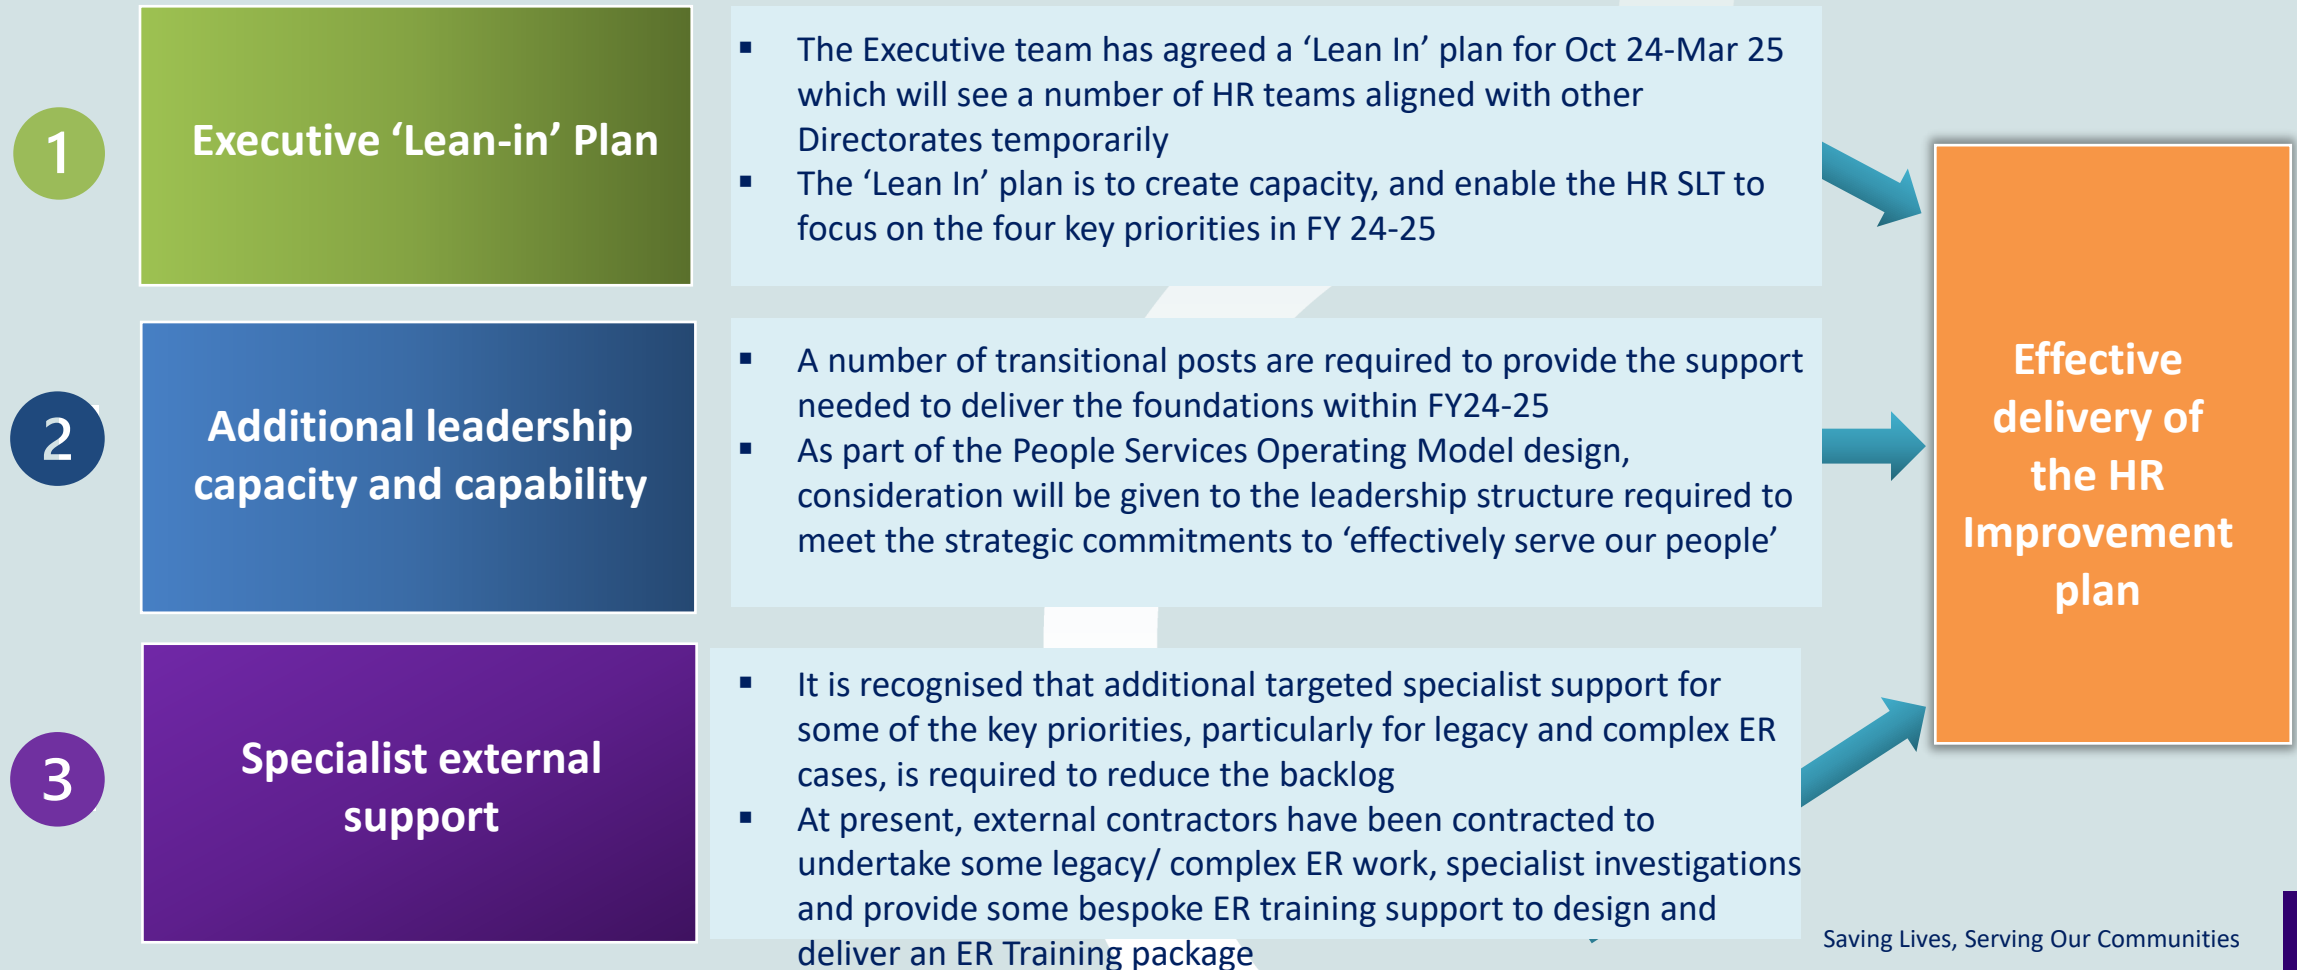 1
Executive ‘Lean-in’ Plan
▪ The Executive team has agreed a ‘Lean In’ plan for Oct 24-Mar 25
which will see a number of HR teams aligned with other
Directorates temporarily
▪ The ‘Lean In’ plan is to create capacity, and enable the HR SLT to
focus on the four key priorities in FY 24-25
2
Additional leadership
capacity and capability
▪ A number of transitional posts are required to provide the support
needed to deliver the foundations within FY24-25
▪ As part of the People Services Operating Model design,
consideration will be given to the leadership structure required to
meet the strategic commitments to ‘effectively serve our people’
3
Specialist external
support
▪ It is recognised that additional targeted specialist support for
some of the key priorities, particularly for legacy and complex ER
cases, is required to reduce the backlog
▪ At present, external contractors have been contracted to
undertake some legacy/ complex ER work, specialist investigations
and provide some bespoke ER training support to design and
deliver an ER Training package
Effective
delivery of
the HR
Improvement
plan
Saving Lives, Serving Our Communities